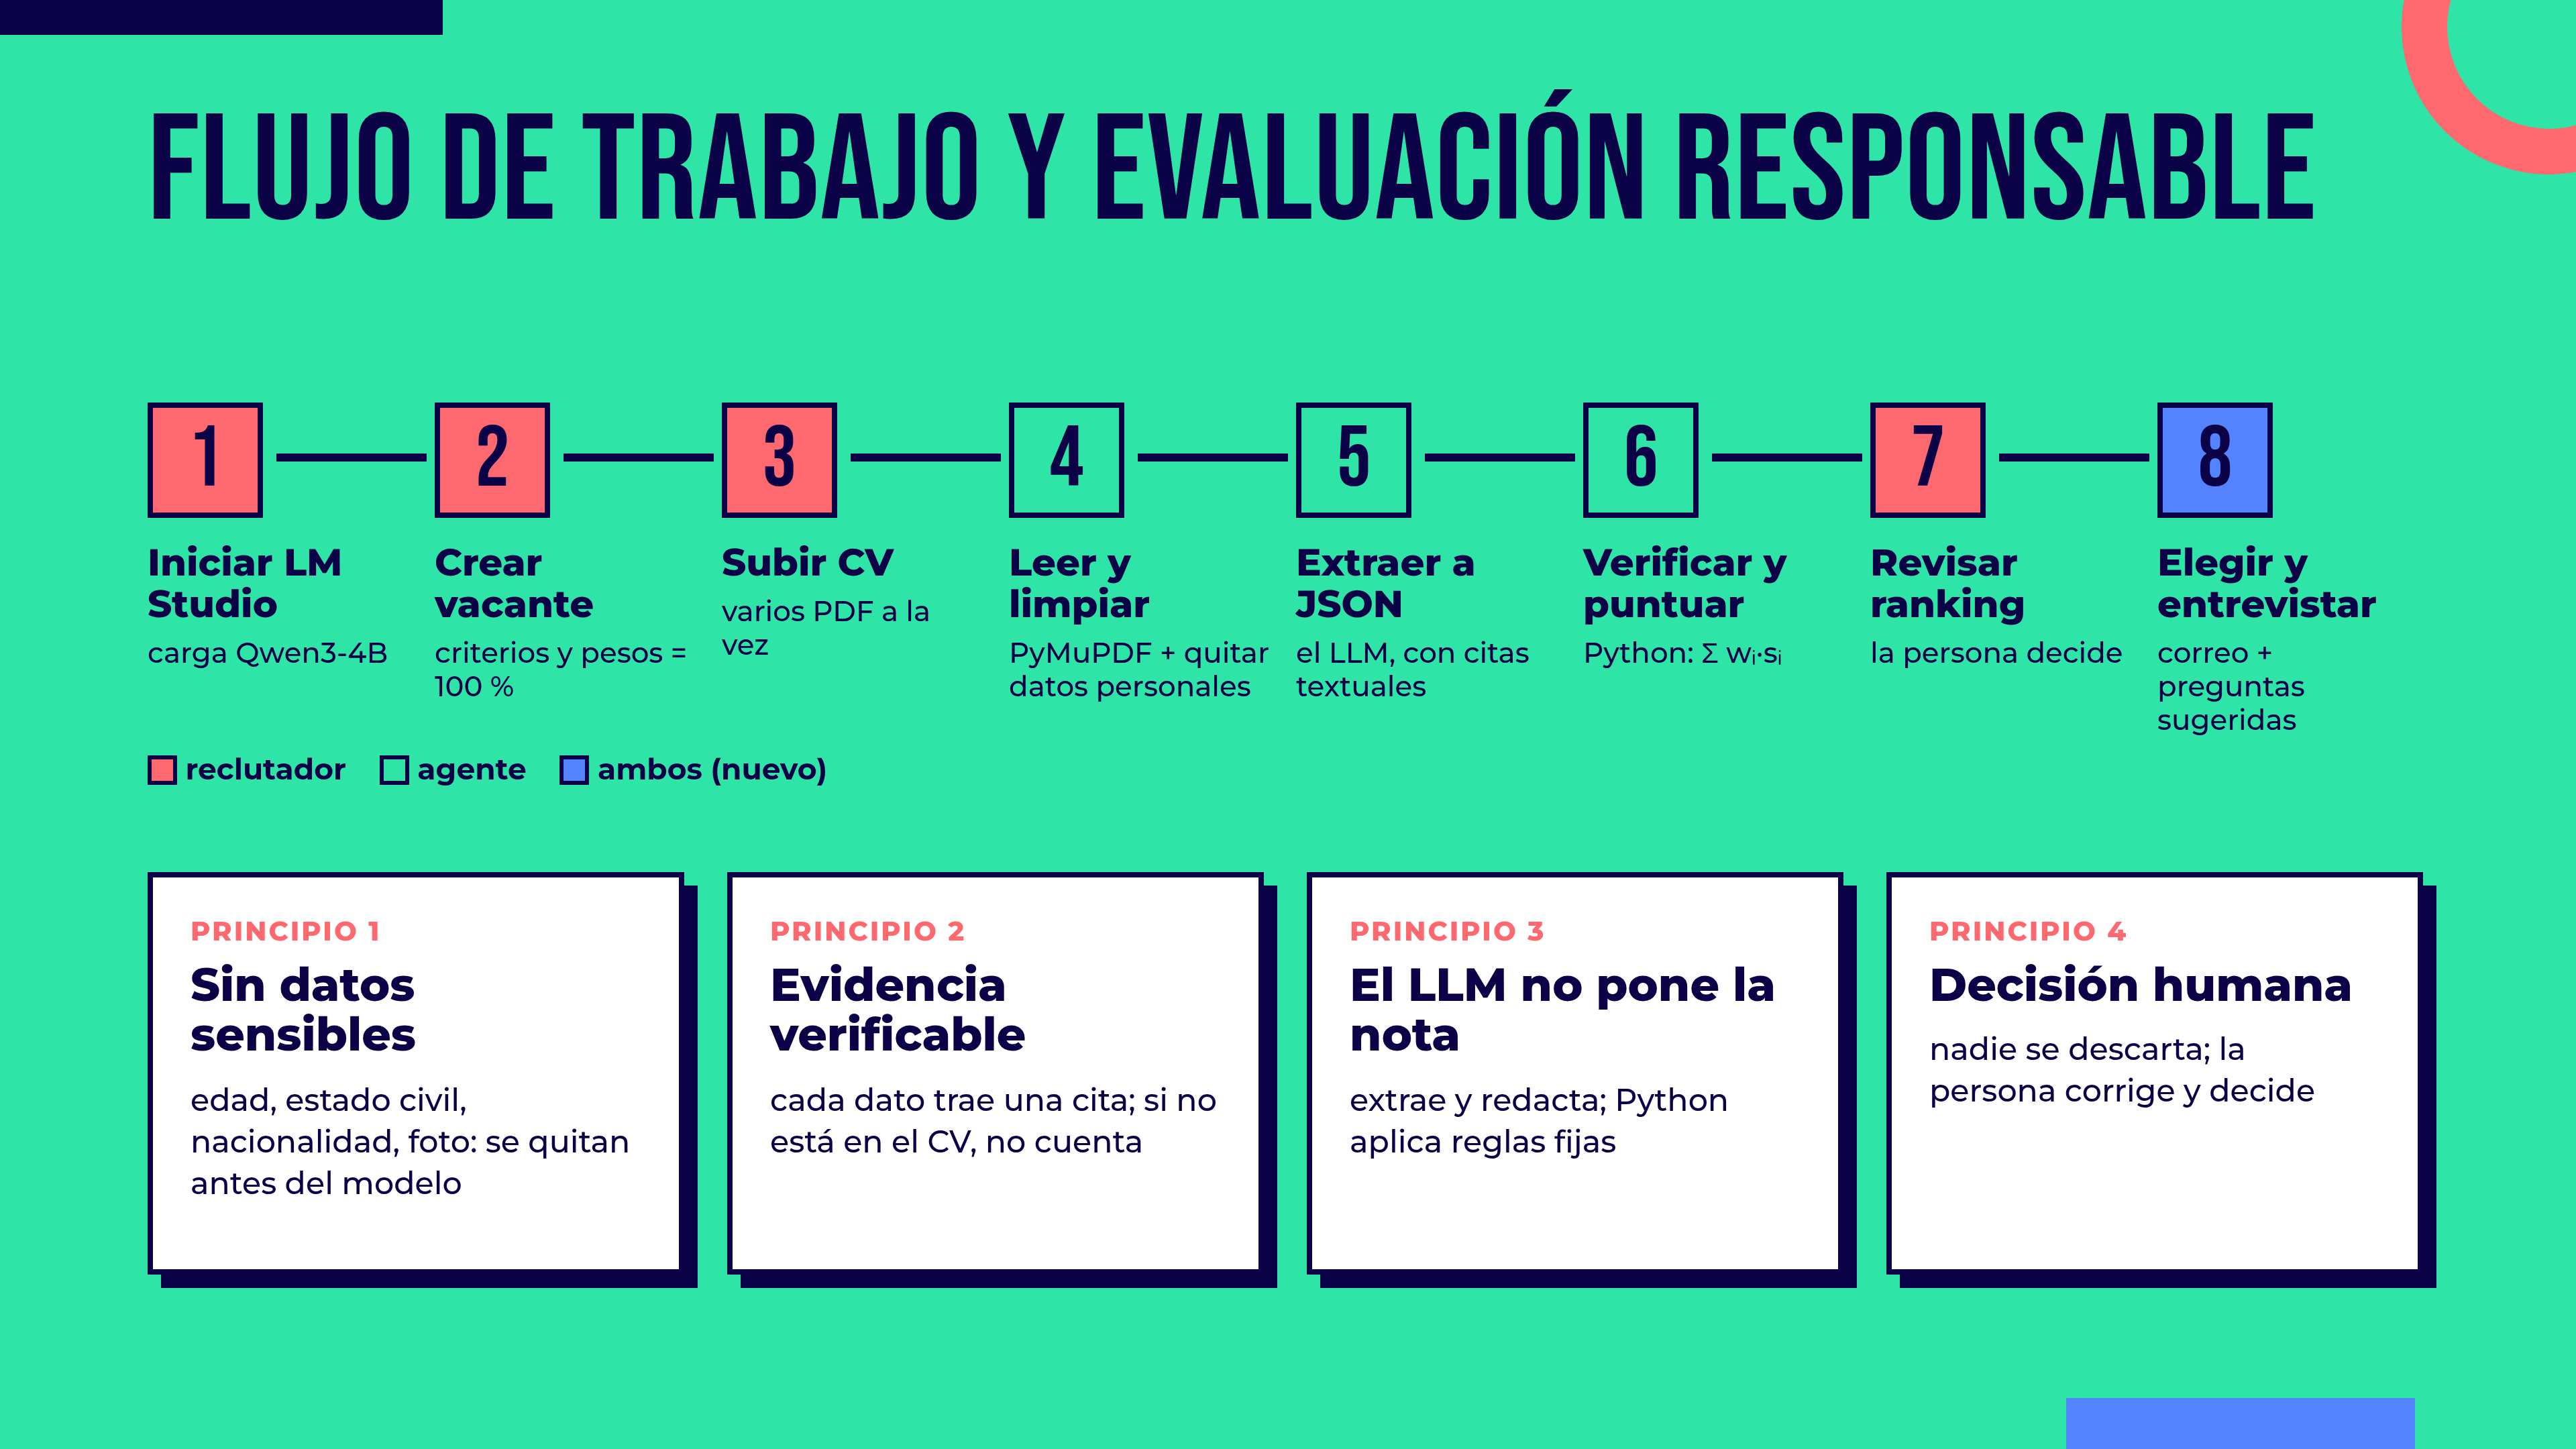 FLUJO DE TRABAJO Y EVALUACIÓN RESPONSABLE
1
Iniciar LM
Studio
carga Qwen3-4B
2
Crear
vacante
criterios y pesos =
100 %
3
Subir CV
varios PDF a la
vez
4
Leer y
limpiar
PyMuPDF + quitar
datos personales
5
Extraer a
JSON
el LLM, con citas
textuales
6
Verificar y
puntuar
Python: Σ wᵢ·sᵢ
7
Revisar
ranking
la persona decide
8
Elegir y
entrevistar
correo +
preguntas
sugeridas
reclutador
agente
ambos (nuevo)
PRINCIPIO 1
Sin datos
sensibles
edad, estado civil,
nacionalidad, foto: se quitan
antes del modelo
PRINCIPIO 2
Evidencia
verificable
cada dato trae una cita; si no
está en el CV, no cuenta
PRINCIPIO 3
El LLM no pone la
nota
extrae y redacta; Python
aplica reglas fijas
PRINCIPIO 4
Decisión humana
nadie se descarta; la
persona corrige y decide